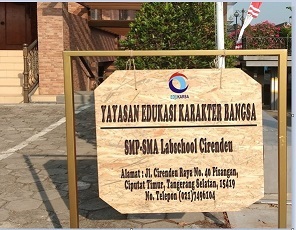 EDUKARSA
YAYASAN EDUKASI KARAKTER BANGSA
SMP-SMA Labschool Cirendeu
Alamat : Jl. Cirendeu Raya No. 40 Pisangan,
Ciputat Timur, Tangerang Selatan, 15419
No. Telepon (021)7496104